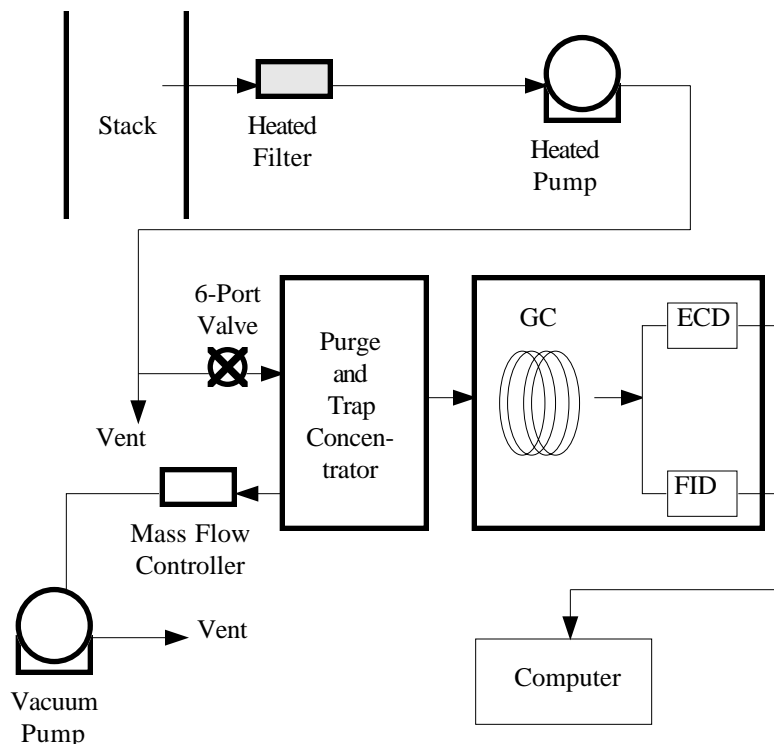 Stack
Heated
Filter
Heated
Pump
6-Port
Valve
Purge
and
Trap
Concen-
trator
GC
ECD
FID
Vent
Mass Flow
Controller
Vent
Vacuum
Pump
Computer